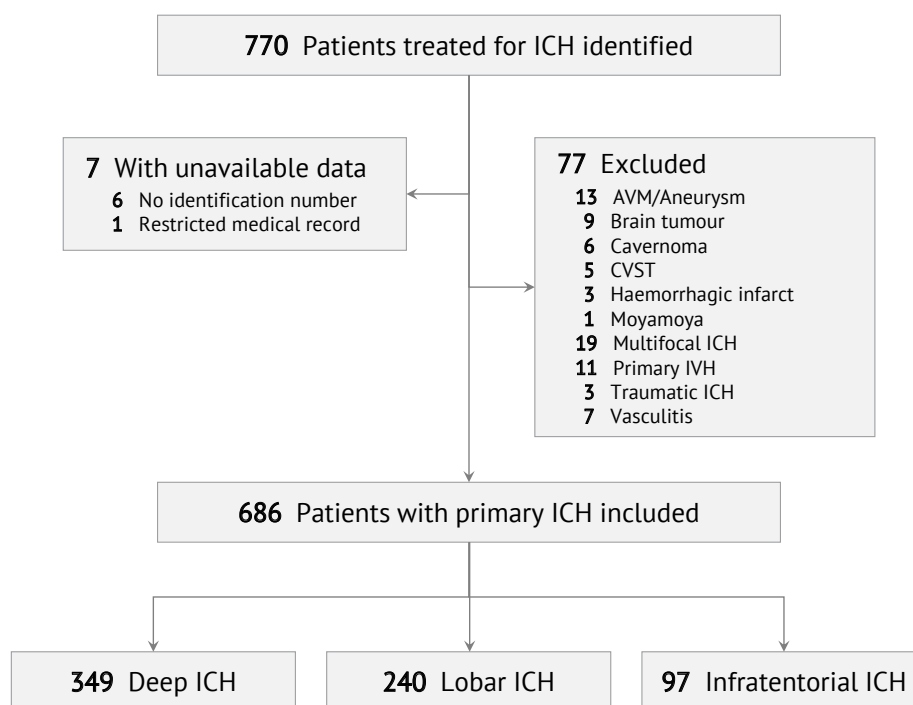 770 Patients treated for ICH identified
7 With unavailable data
6 No identification number
1 Restricted medical record
77 Excluded
13 AVM/Aneurysm
9 Brain tumour
6 Cavernoma
5 CVST
3 Haemorrhagic infarct
1 Moyamoya
19 Multifocal ICH
11 Primary IVH
3 Traumatic ICH
7 Vasculitis
686 Patients with primary ICH included
349 Deep ICH
240 Lobar ICH
97 Infratentorial ICH